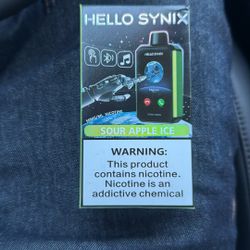 HELLO SYNIX
SOUR APPLE ICE
WARNING:
This product
contains nicotine.
Nicotine is an
addictive chemical